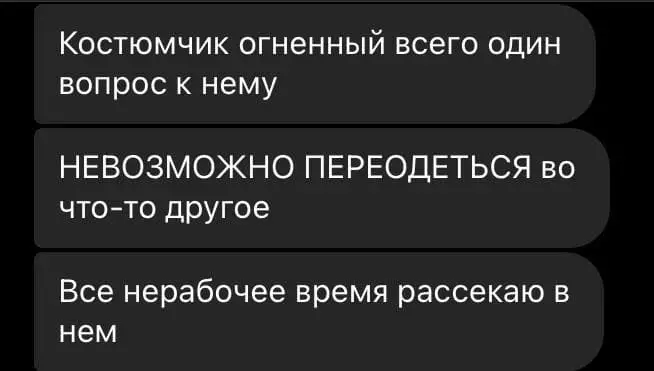 Костюмчик огненный всего один
вопрос к нему
НЕВОЗМОЖНО ПЕРЕОДЕТЬСЯ во
что-то другое
Все нерабочее время рассекаю в
нем